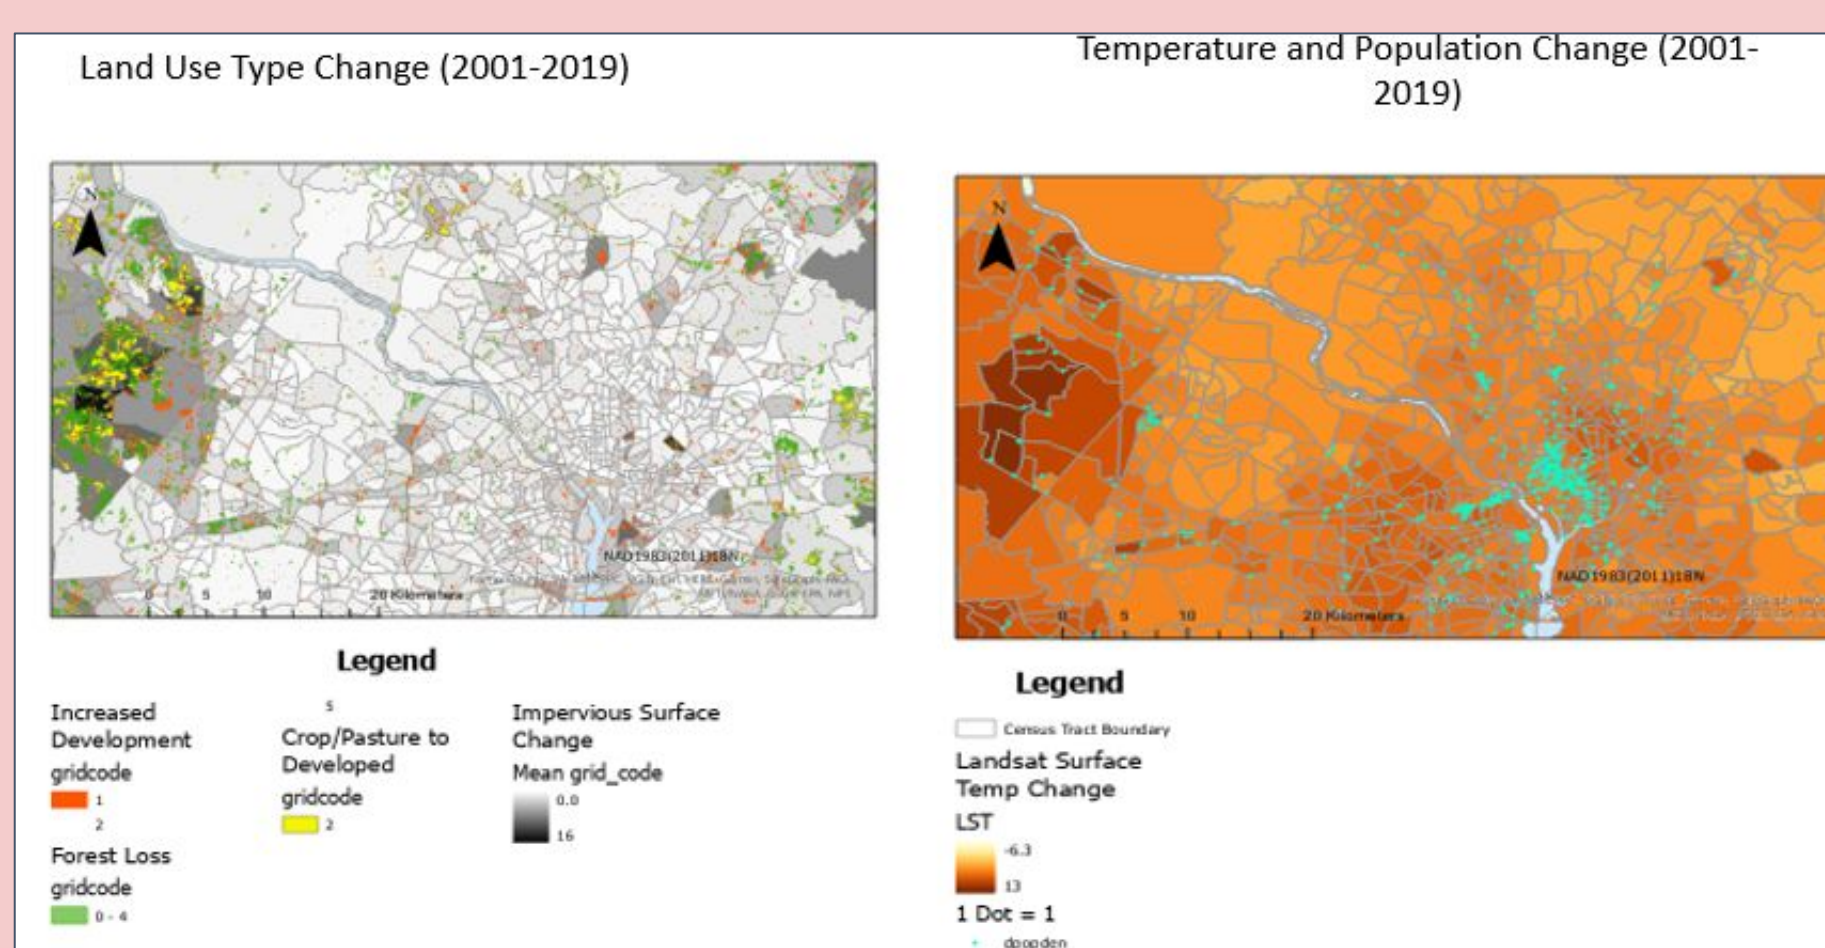 Land Use Type Change (2001-2019)
N
NAD1983(2011)18N
0 5 10 20 Kilometers
Legend
Increased
Development
gridcode
1
2
Forest Loss
gridcode
0 - 4
5
Crop/Pasture to
Developed
gridcode
2
Impervious Surface
Change
Mean grid_code
0.0
16
Temperature and Population Change (2001-
2019)
N
NAD1983(2011)18N
0 5 10 20 Kilometers
Legend
Census Tract Boundary
Landsat Surface
Temp Change
LST
-6.3
13
1 Dot = 1
dpopden